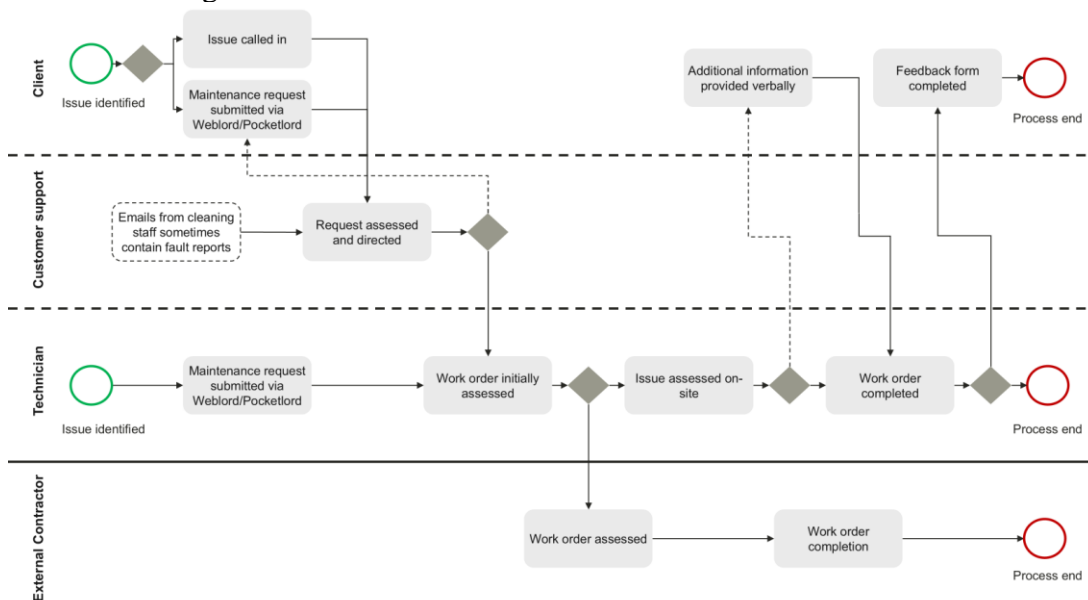 Client
Issue identified
Issue called in
Maintenance request
submitted via
Weblord/Pocketlord
Additional information
provided verbally
Feedback form
completed
Process end
Customer support
Emails from cleaning
staff sometimes
contain fault reports
Request assessed
and directed
Technician
Issue identified
Maintenance request
submitted via
Weblord/Pocketlord
Work order initially
assessed
Issue assessed on-
site
Work order
completed
Process end
External Contractor
Work order assessed
Work order
completion
Process end